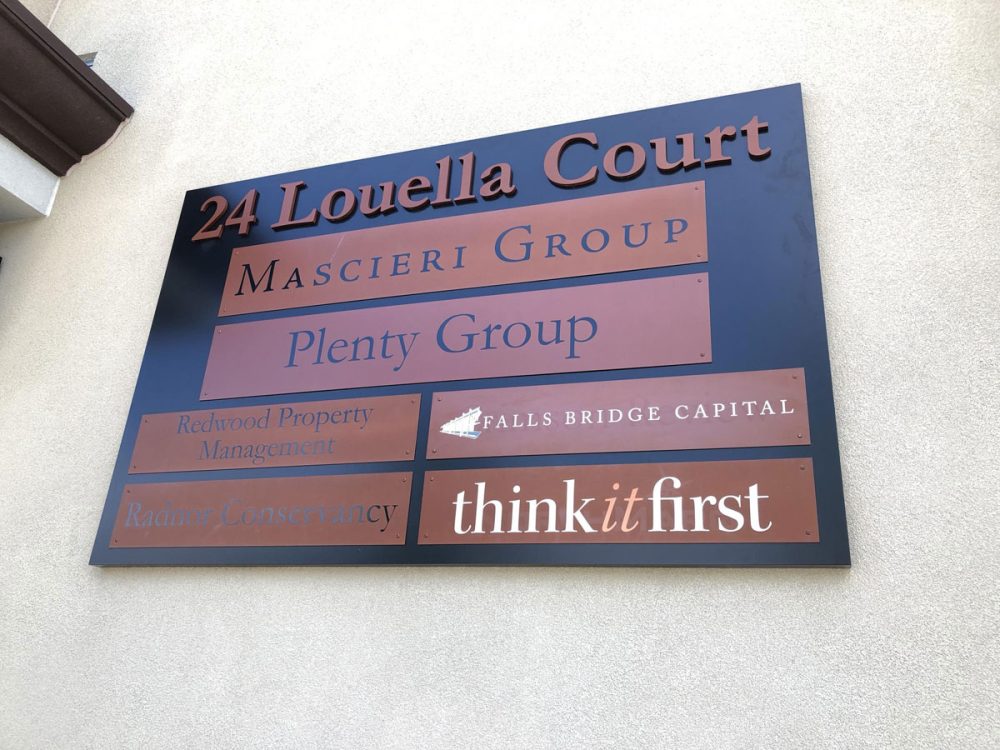 24 Louella Court
MASCIERI GROUP
Plenty Group
Redwood Property
Management
FALLS BRIDGE CAPITAL
Radnor Conservancy
thinkitfirst